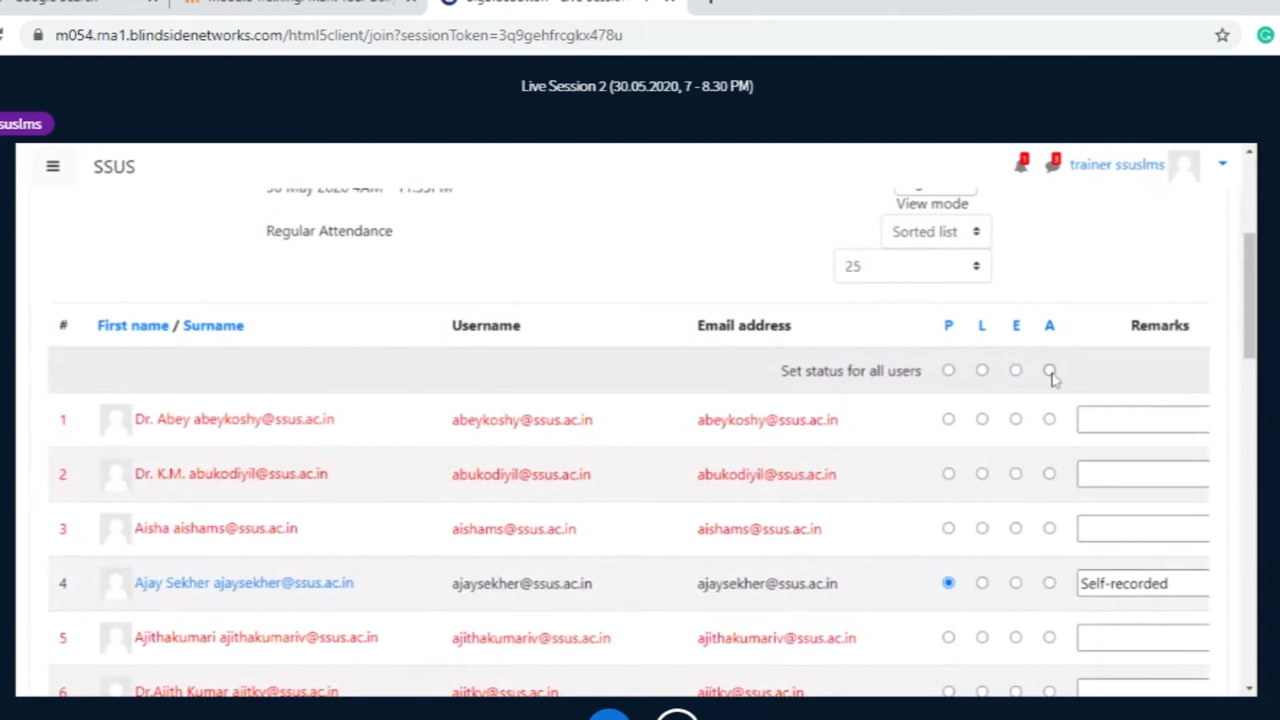 m054.rna1.blindsidenetworks.com/html5client/join?sessionToken=3q9gehfrcgkx478u
Live Session 2 (30.05.2020, 7 - 8.30 PM)
suslms
SSUS
1
3
trainer ssuslms
30 May 2020 4AM - 11:55PM
View mode
Regular Attendance
Sorted list
25
# First name / Surname Username Email address P L E A Remarks
Set status for all users
1 Dr. Abey abeykoshy@ssus.ac.in abeykoshy@ssus.ac.in abeykoshy@ssus.ac.in
2 Dr. K.M. abukodiyil@ssus.ac.in abukodiyil@ssus.ac.in abukodiyil@ssus.ac.in
3 Aisha aishams@ssus.ac.in aishams@ssus.ac.in aishams@ssus.ac.in
4 Ajay Sekher ajaysekher@ssus.ac.in ajaysekher@ssus.ac.in ajaysekher@ssus.ac.in Self-recorded
5 Ajithakumari ajithakumariv@ssus.ac.in ajithakumariv@ssus.ac.in ajithakumariv@ssus.ac.in
6 Dr.Ajith Kumar ajitkv@ssus.ac.in ajitkv@ssus.ac.in ajitkv@ssus.ac.in